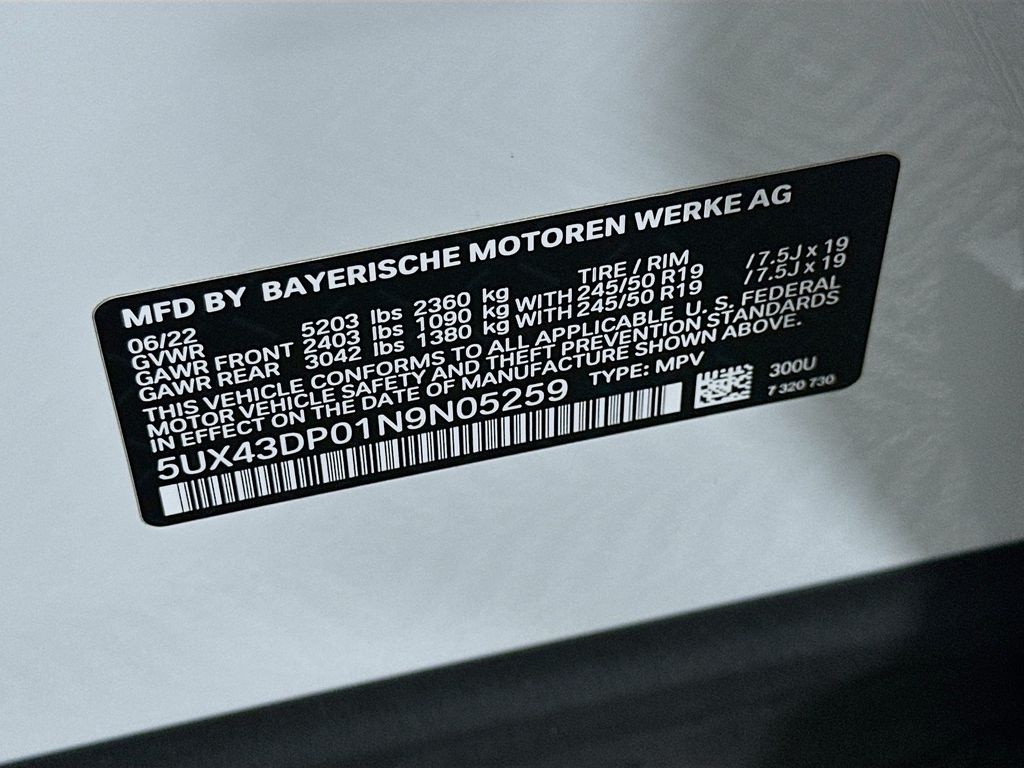 MFD BY BAYERISCHE MOTOREN WERKE AG
06/22 TIRE / RIM
GVWR 5203 lbs 2360 kg
GAWR FRONT 2403 lbs 1090 kg WITH 245/50 R19 /7.5J x 19
GAWR REAR 3042 lbs 1380 kg WITH 245/50 R19 /7.5J x 19
THIS VEHICLE CONFORMS TO ALL APPLICABLE U. S. FEDERAL
MOTOR VEHICLE SAFETY AND THEFT PREVENTION STANDARDS
IN EFFECT ON THE DATE OF MANUFACTURE SHOWN ABOVE.
5UX43DP01N9N05259 TYPE: MPV
300U
7 320 730